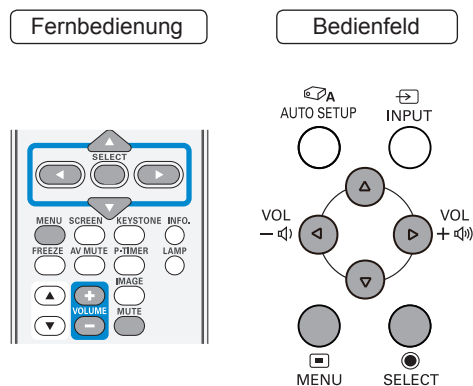 Fernbedienung
Bedienfeld
A
AUTO SETUP
INPUT
SELECT
MENU SCREEN KEYSTONE INFO.
FREEZE AV MUTE P-TIMER LAMP
IMAGE
VOLUME
MUTE
VOL
–
VOL
+
MENU
SELECT